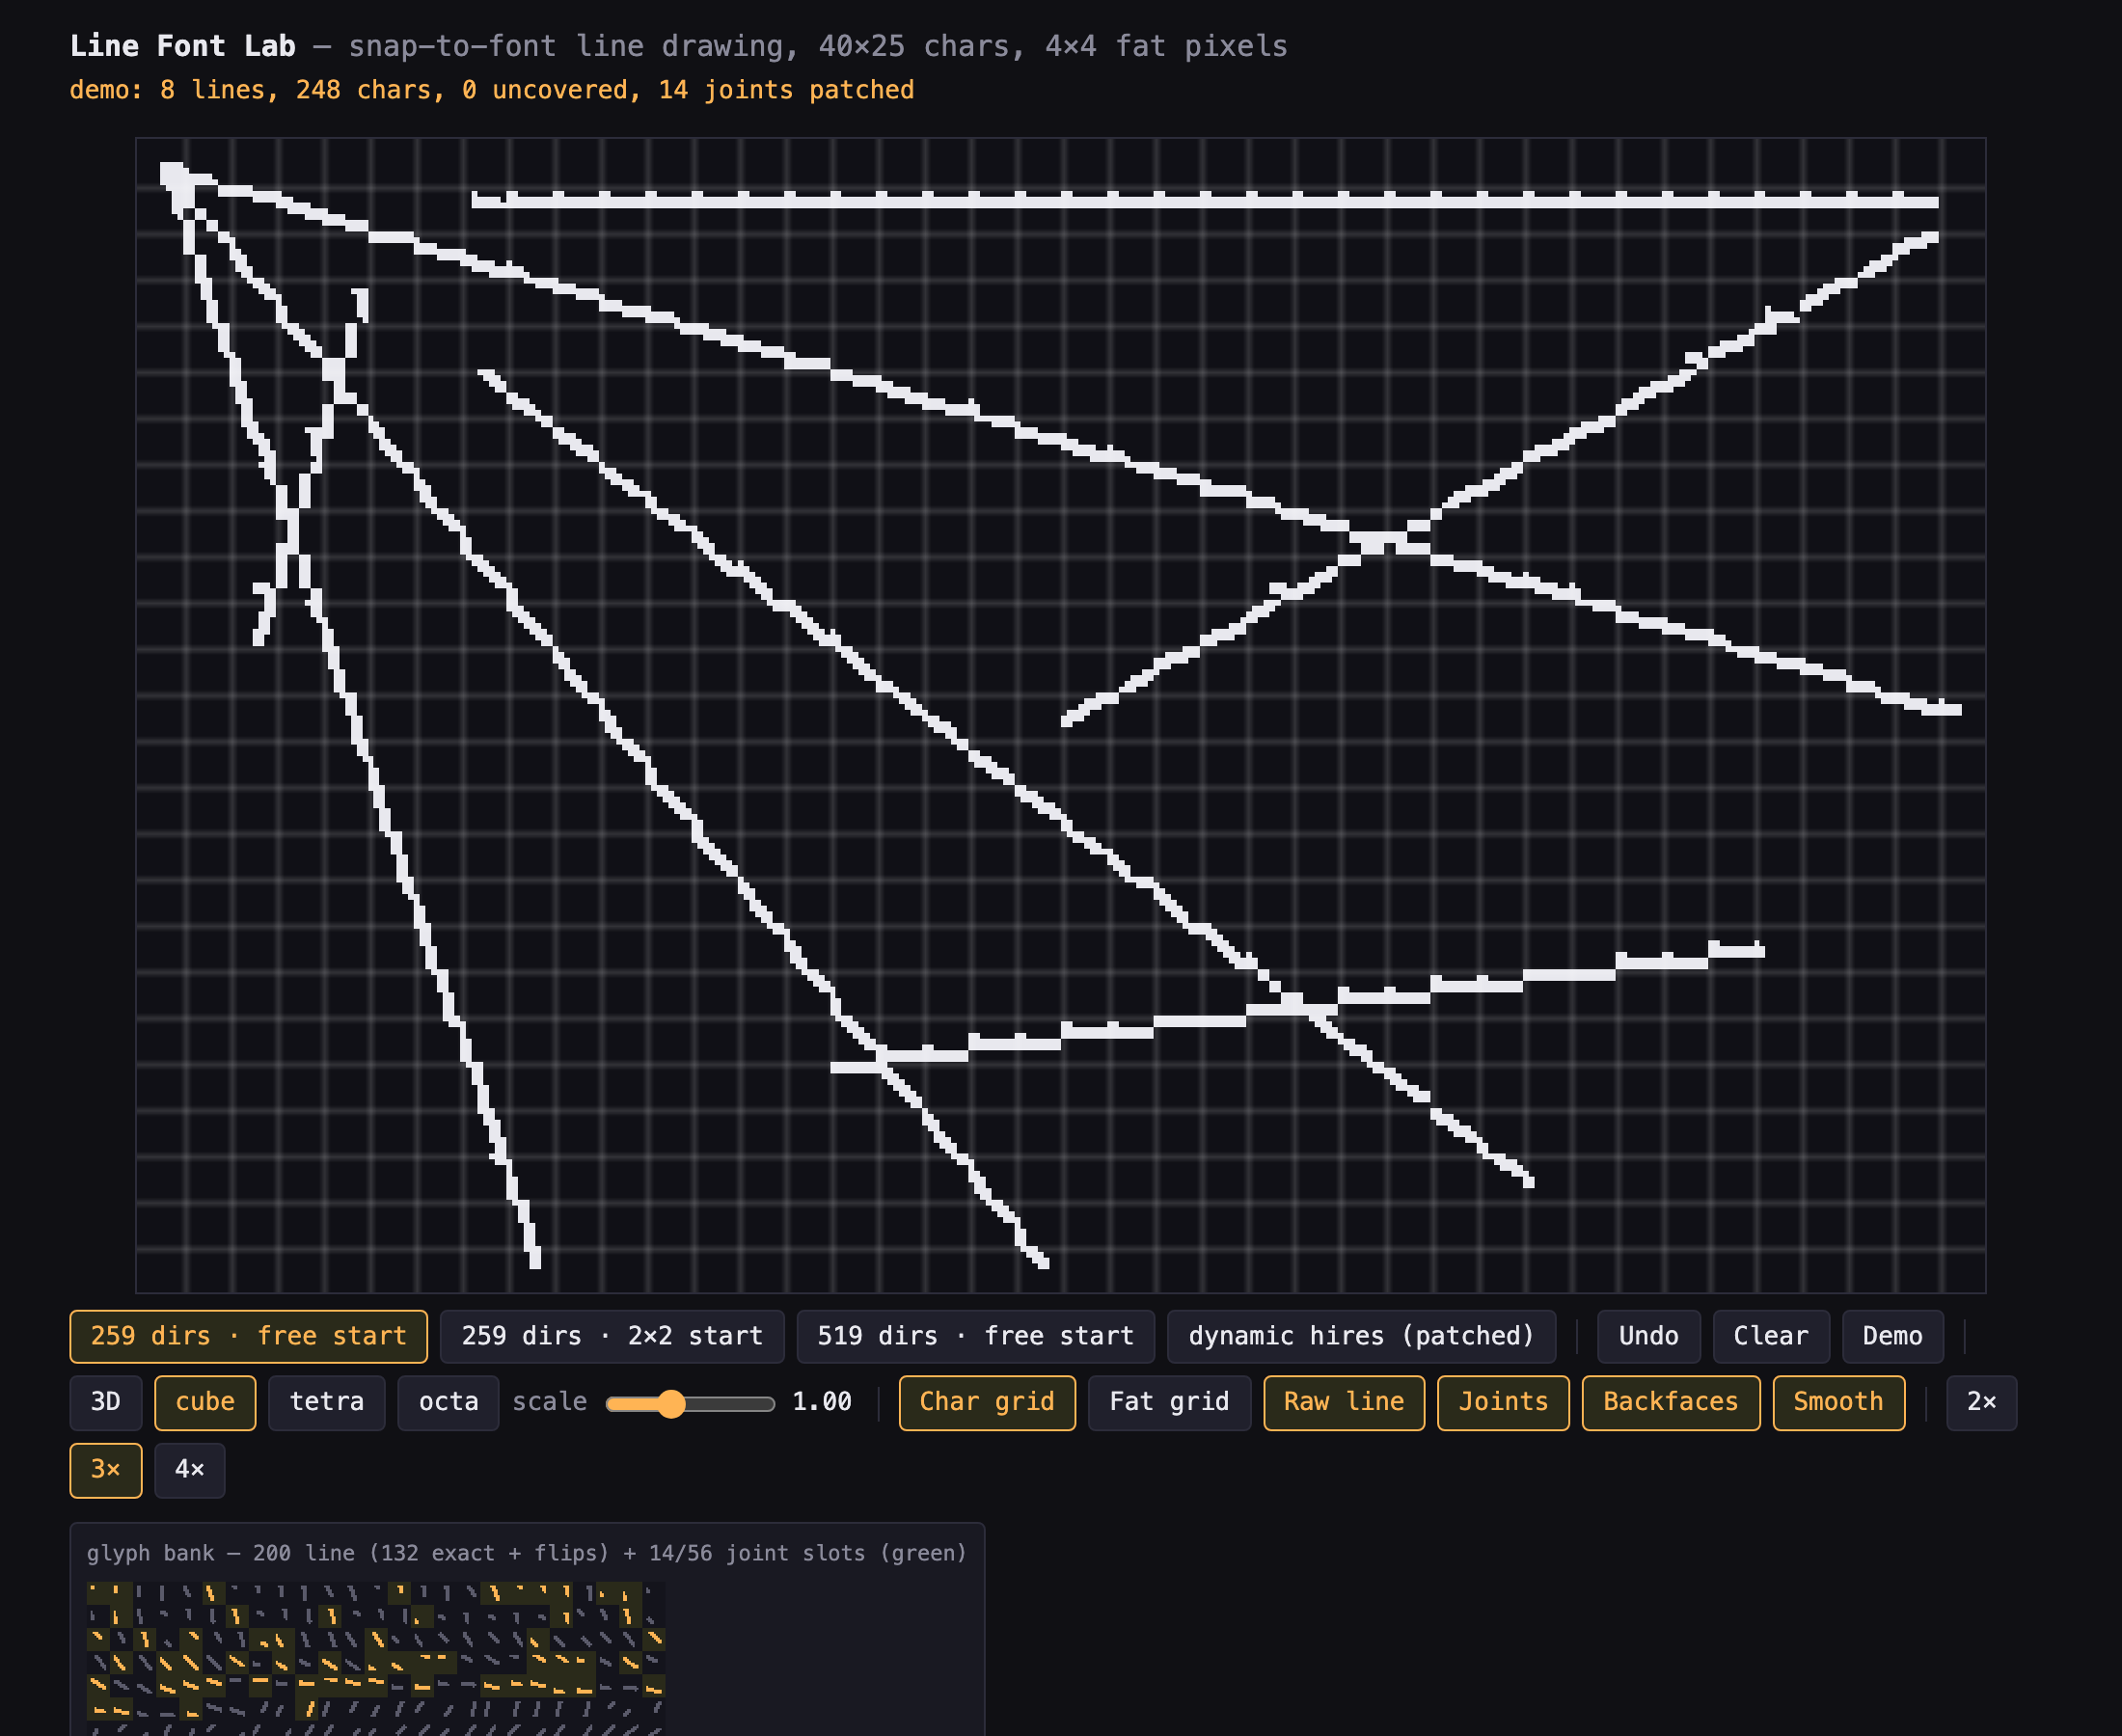 Line Font Lab — snap-to-font line drawing, 40×25 chars, 4×4 fat pixels
demo: 8 lines, 248 chars, 0 uncovered, 14 joints patched
259 dirs · free start 259 dirs · 2×2 start 519 dirs · free start dynamic hires (patched) Undo Clear Demo
3D cube tetra octa scale 1.00 Char grid Fat grid Raw line Joints Backfaces Smooth 2×
3× 4×
glyph bank — 200 line (132 exact + flips) + 14/56 joint slots (green)